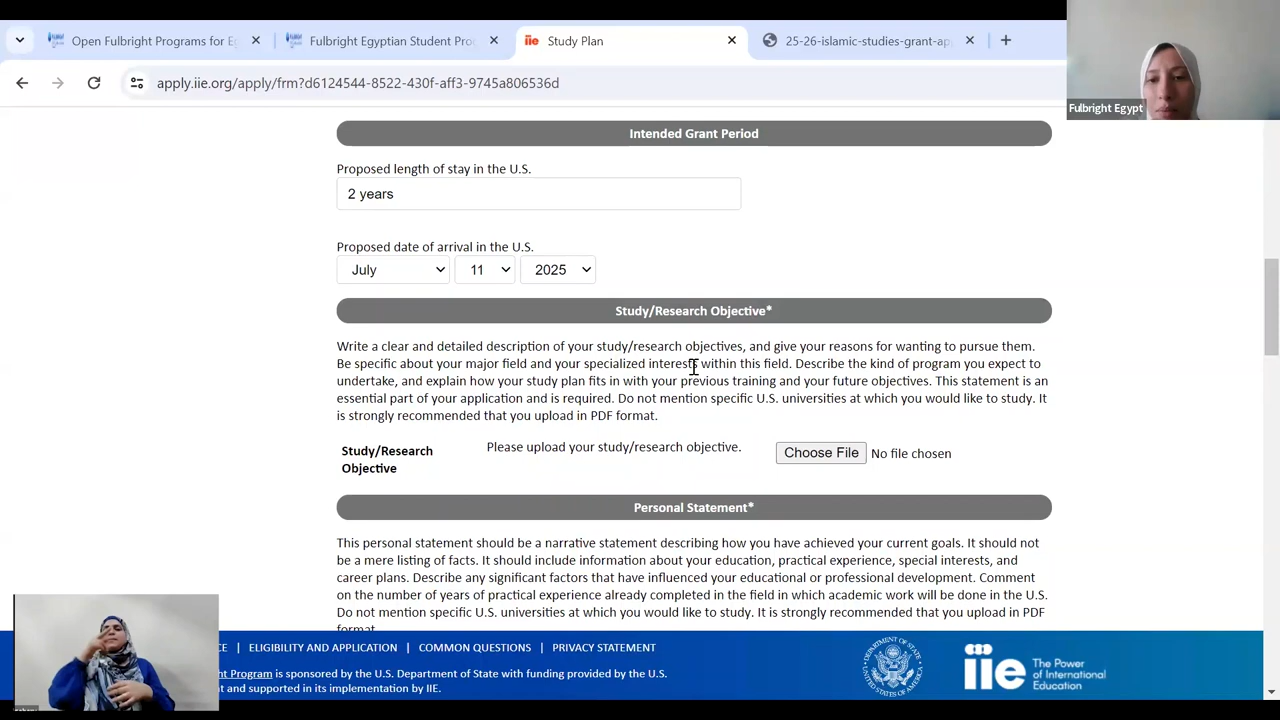 Open Fulbright Programs for E
Fulbright Egyptian Student Pro
iie Study Plan
25-26-islamic-studies-grant-ap
apply.iie.org/apply/frm?d6124544-8522-430f-aff3-9745a806536d
Fulbright Egypt
Intended Grant Period
Proposed length of stay in the U.S.
2 years
Proposed date of arrival in the U.S.
July 11 2025
Study/Research Objective*
Write a clear and detailed description of your study/research objectives, and give your reasons for wanting to pursue them.
Be specific about your major field and your specialized interests within this field. Describe the kind of program you expect to
undertake, and explain how your study plan fits in with your previous training and your future objectives. This statement is an
essential part of your application and is required. Do not mention specific U.S. universities at which you would like to study. It
is strongly recommended that you upload in PDF format.
Study/Research
Objective
Please upload your study/research objective.
Choose File No file chosen
Personal Statement*
This personal statement should be a narrative statement describing how you have achieved your current goals. It should not
be a mere listing of facts. It should include information about your education, practical experience, special interests, and
career plans. Describe any significant factors that have influenced your educational or professional development. Comment
on the number of years of practical experience already completed in the field in which academic work will be done in the U.S.
Do not mention specific U.S. universities at which you would like to study. It is strongly recommended that you upload in PDF
format.
CE | ELIGIBILITY AND APPLICATION | COMMON QUESTIONS | PRIVACY STATEMENT
ht Program is sponsored by the U.S. Department of State with funding provided by the U.S.
nt and supported in its implementation by IIE.
iie
The Power
of International
Education